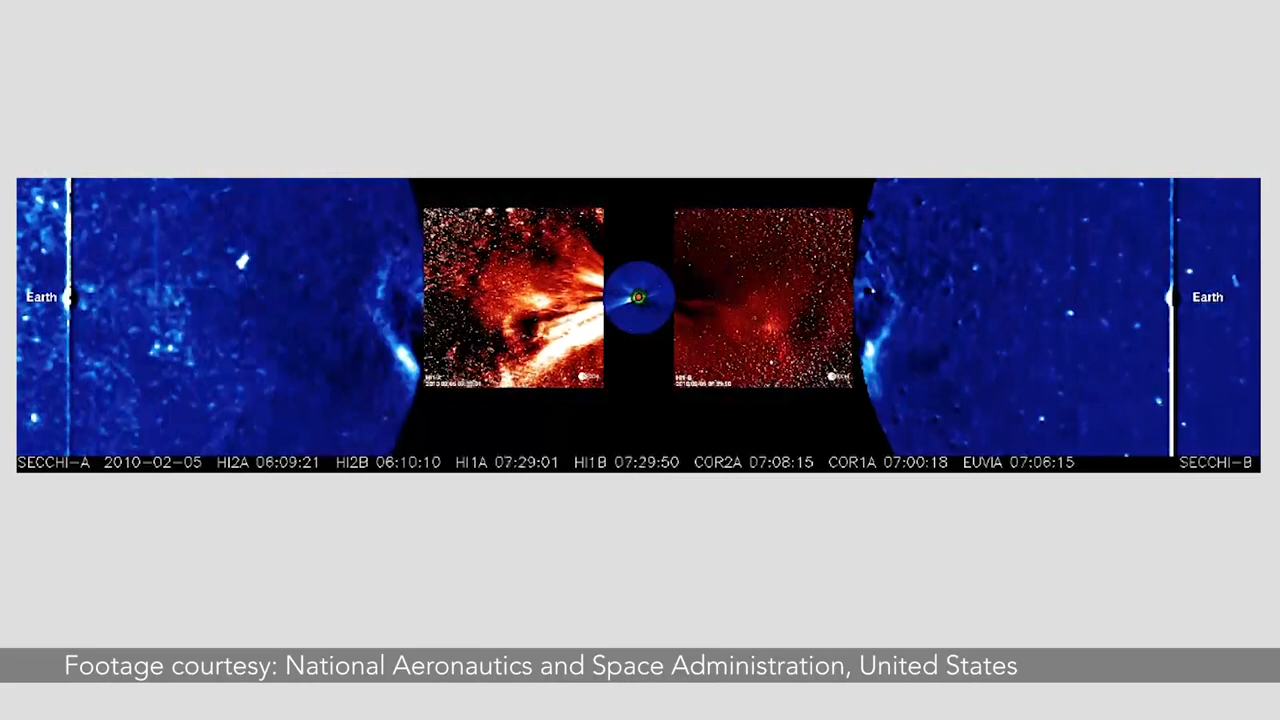 Earth
Earth
SECCHI-A 2010-02-05 HI2A 06:09:21 HI2B 06:10:10 HI1A 07:29:01 HI1B 07:29:50 COR2A 07:08:15 COR1A 07:00:18 EUVIA 07:06:15 SECCHI-B
Footage courtesy: National Aeronautics and Space Administration, United States